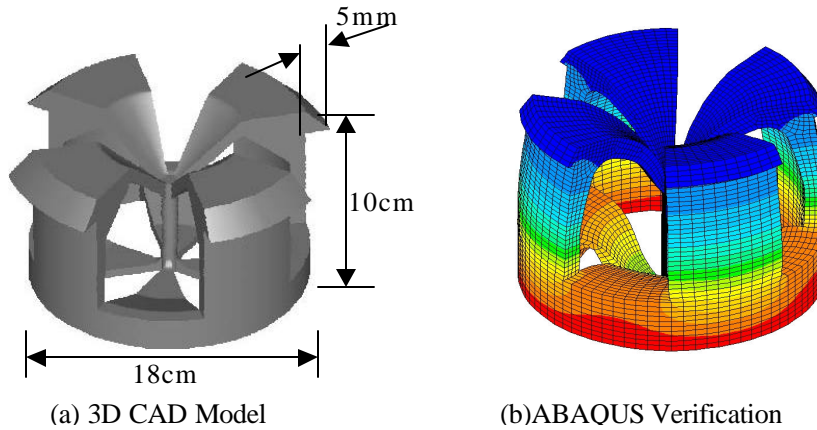 5mm
10cm
18cm
(a) 3D CAD Model
(b)ABAQUS Verification